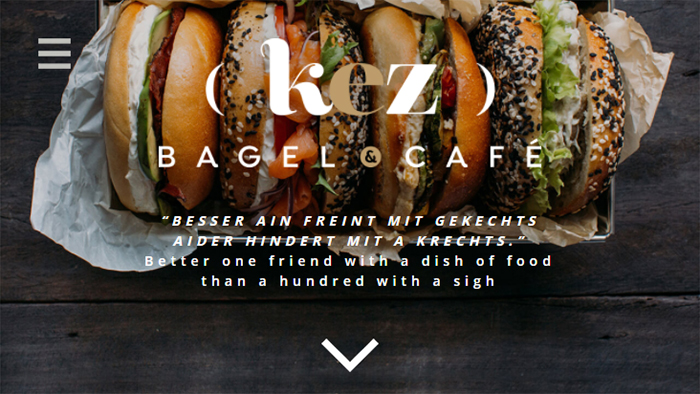 (kez)
BAGEL & CAFÉ
“BESSER AIN FREINT MIT GEKECHTS
AIDER HINDERT MIT A KRECHTS.”
Better one friend with a dish of food
than a hundred with a sigh